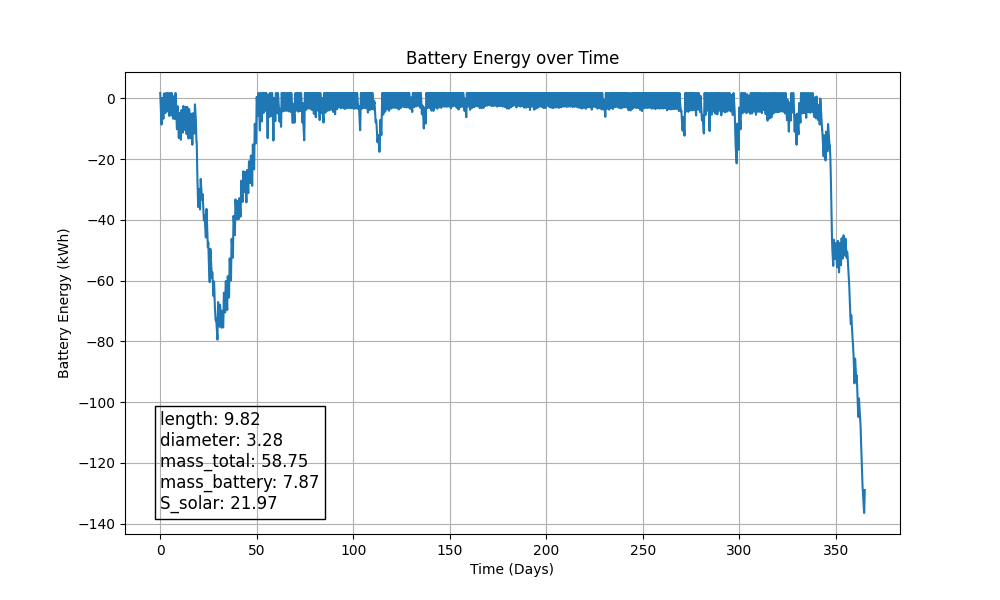 Battery Energy over Time
Battery Energy (kWh)
0
−20
−40
−60
−80
−100
−120
−140
length: 9.82
diameter: 3.28
mass_total: 58.75
mass_battery: 7.87
S_solar: 21.97
0 50 100 150 200 250 300 350
Time (Days)